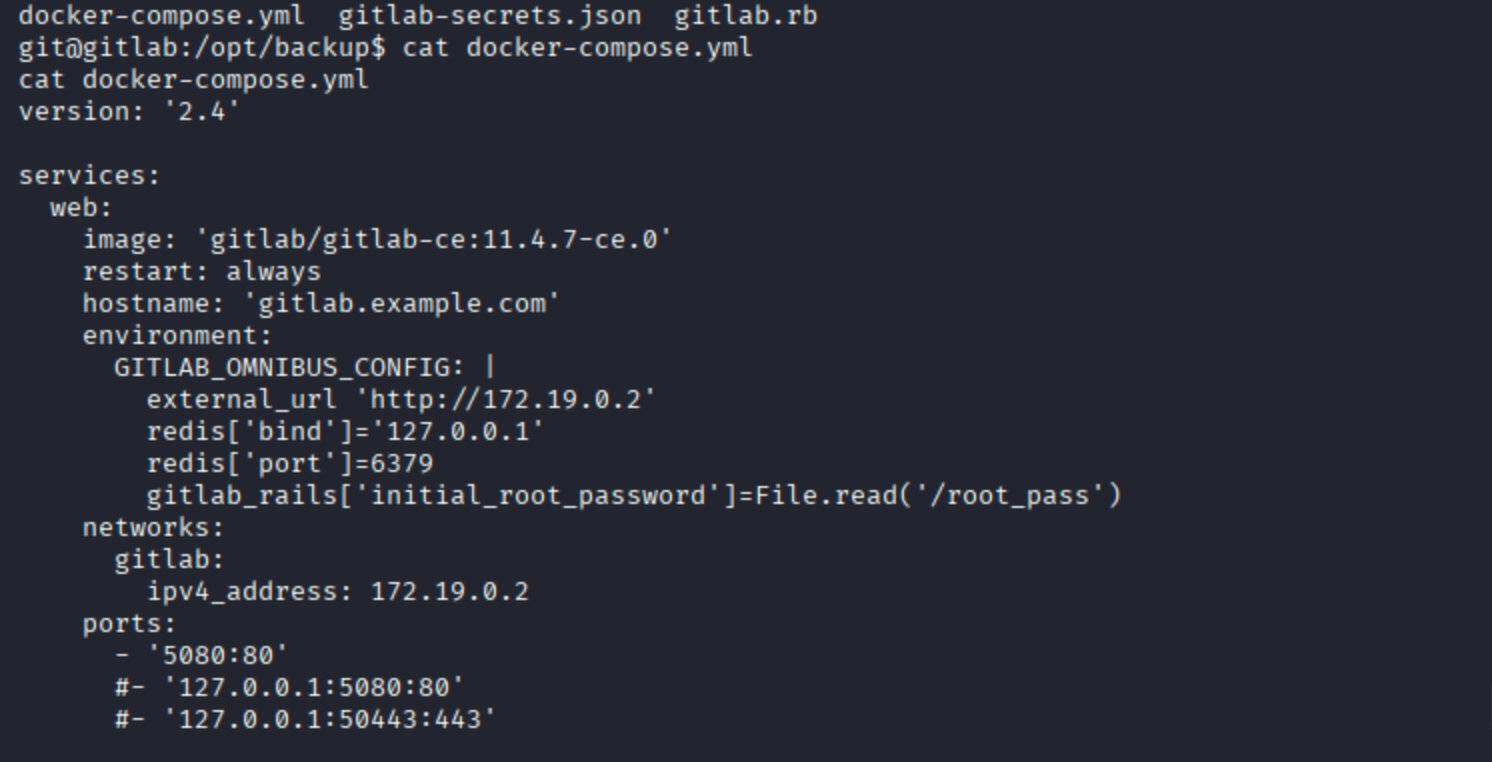 docker-compose.yml  gitlab-secrets.json  gitlab.rb
git@gitlab:/opt/backup$ cat docker-compose.yml
cat docker-compose.yml
version: '2.4'

services:
  web:
    image: 'gitlab/gitlab-ce:11.4.7-ce.0'
    restart: always
    hostname: 'gitlab.example.com'
    environment:
      GITLAB_OMNIBUS_CONFIG: |
        external_url 'http://172.19.0.2'
        redis['bind']='127.0.0.1'
        redis['port']=6379
        gitlab_rails['initial_root_password']=File.read('/root_pass')
    networks:
      gitlab:
        ipv4_address: 172.19.0.2
    ports:
      - '5080:80'
      #- '127.0.0.1:5080:80'
      #- '127.0.0.1:50443:443'